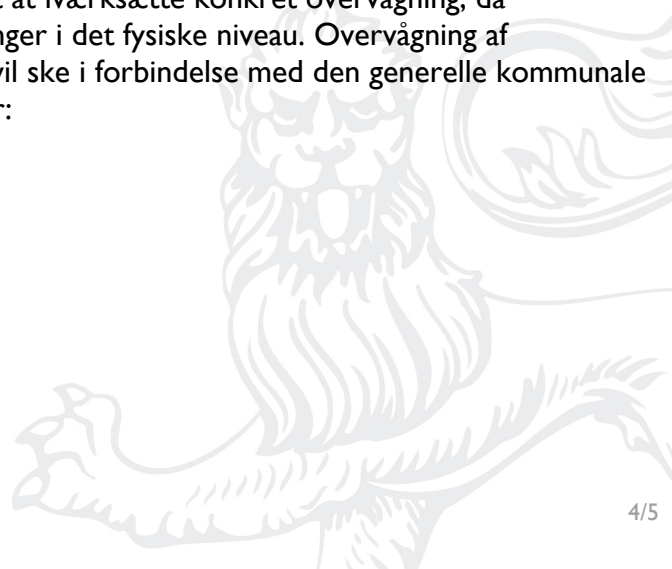 at iværksætte konkret overvågning, da
nger i det fysiske niveau. Overvågning af
vil ske i forbindelse med den generelle kommunale
r:
4/5